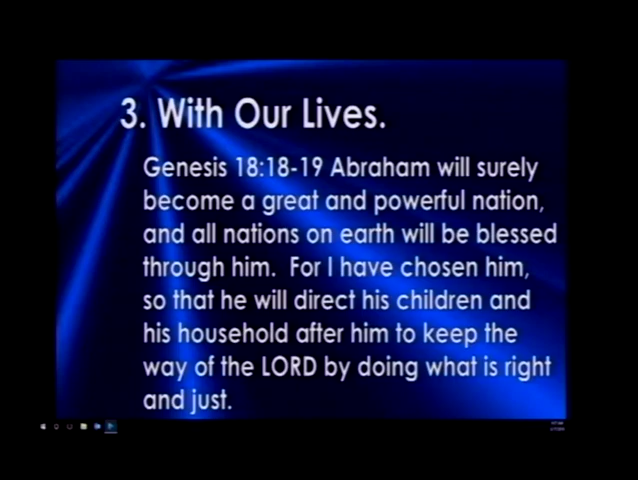 3. With Our Lives.
Genesis 18:18-19 Abraham will surely
become a great and powerful nation,
and all nations on earth will be blessed
through him. For I have chosen him,
so that he will direct his children and
his household after him to keep the
way of the LORD by doing what is right
and just.